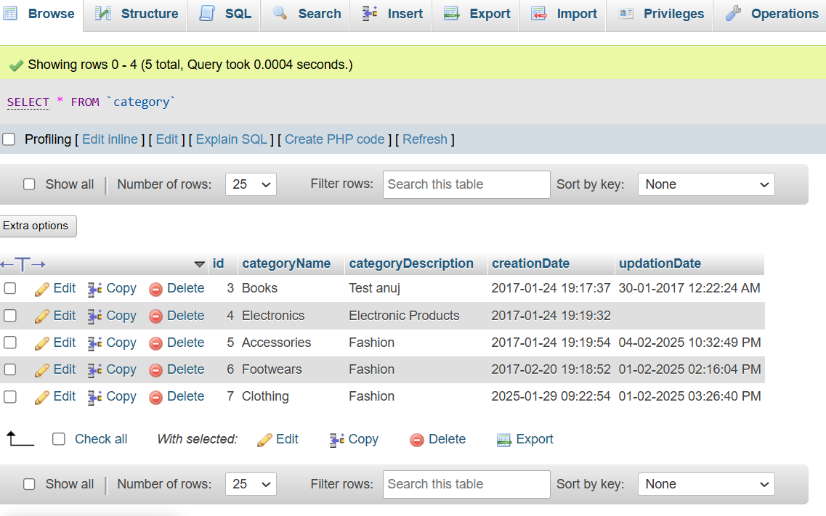 Browse Structure SQL Search Insert Export Import Privileges Operations
Showing rows 0 - 4 (5 total, Query took 0.0004 seconds.)
SELECT * FROM `category`
Profiling [ Edit inline ] [ Edit ] [ Explain SQL ] [ Create PHP code ] [ Refresh ]
Show all Number of rows: 25 Filter rows: Search this table Sort by key: None
Extra options
id categoryName categoryDescription creationDate updationDate
Edit Copy Delete 3 Books Test anuj 2017-01-24 19:17:37 30-01-2017 12:22:24 AM
Edit Copy Delete 4 Electronics Electronic Products 2017-01-24 19:19:32
Edit Copy Delete 5 Accessories Fashion 2017-01-24 19:19:54 04-02-2025 10:32:49 PM
Edit Copy Delete 6 Footwears Fashion 2017-02-20 19:18:52 01-02-2025 02:16:04 PM
Edit Copy Delete 7 Clothing Fashion 2025-01-29 09:22:54 01-02-2025 03:26:40 PM
Check all With selected: Edit Copy Delete Export
Show all Number of rows: 25 Filter rows: Search this table Sort by key: None